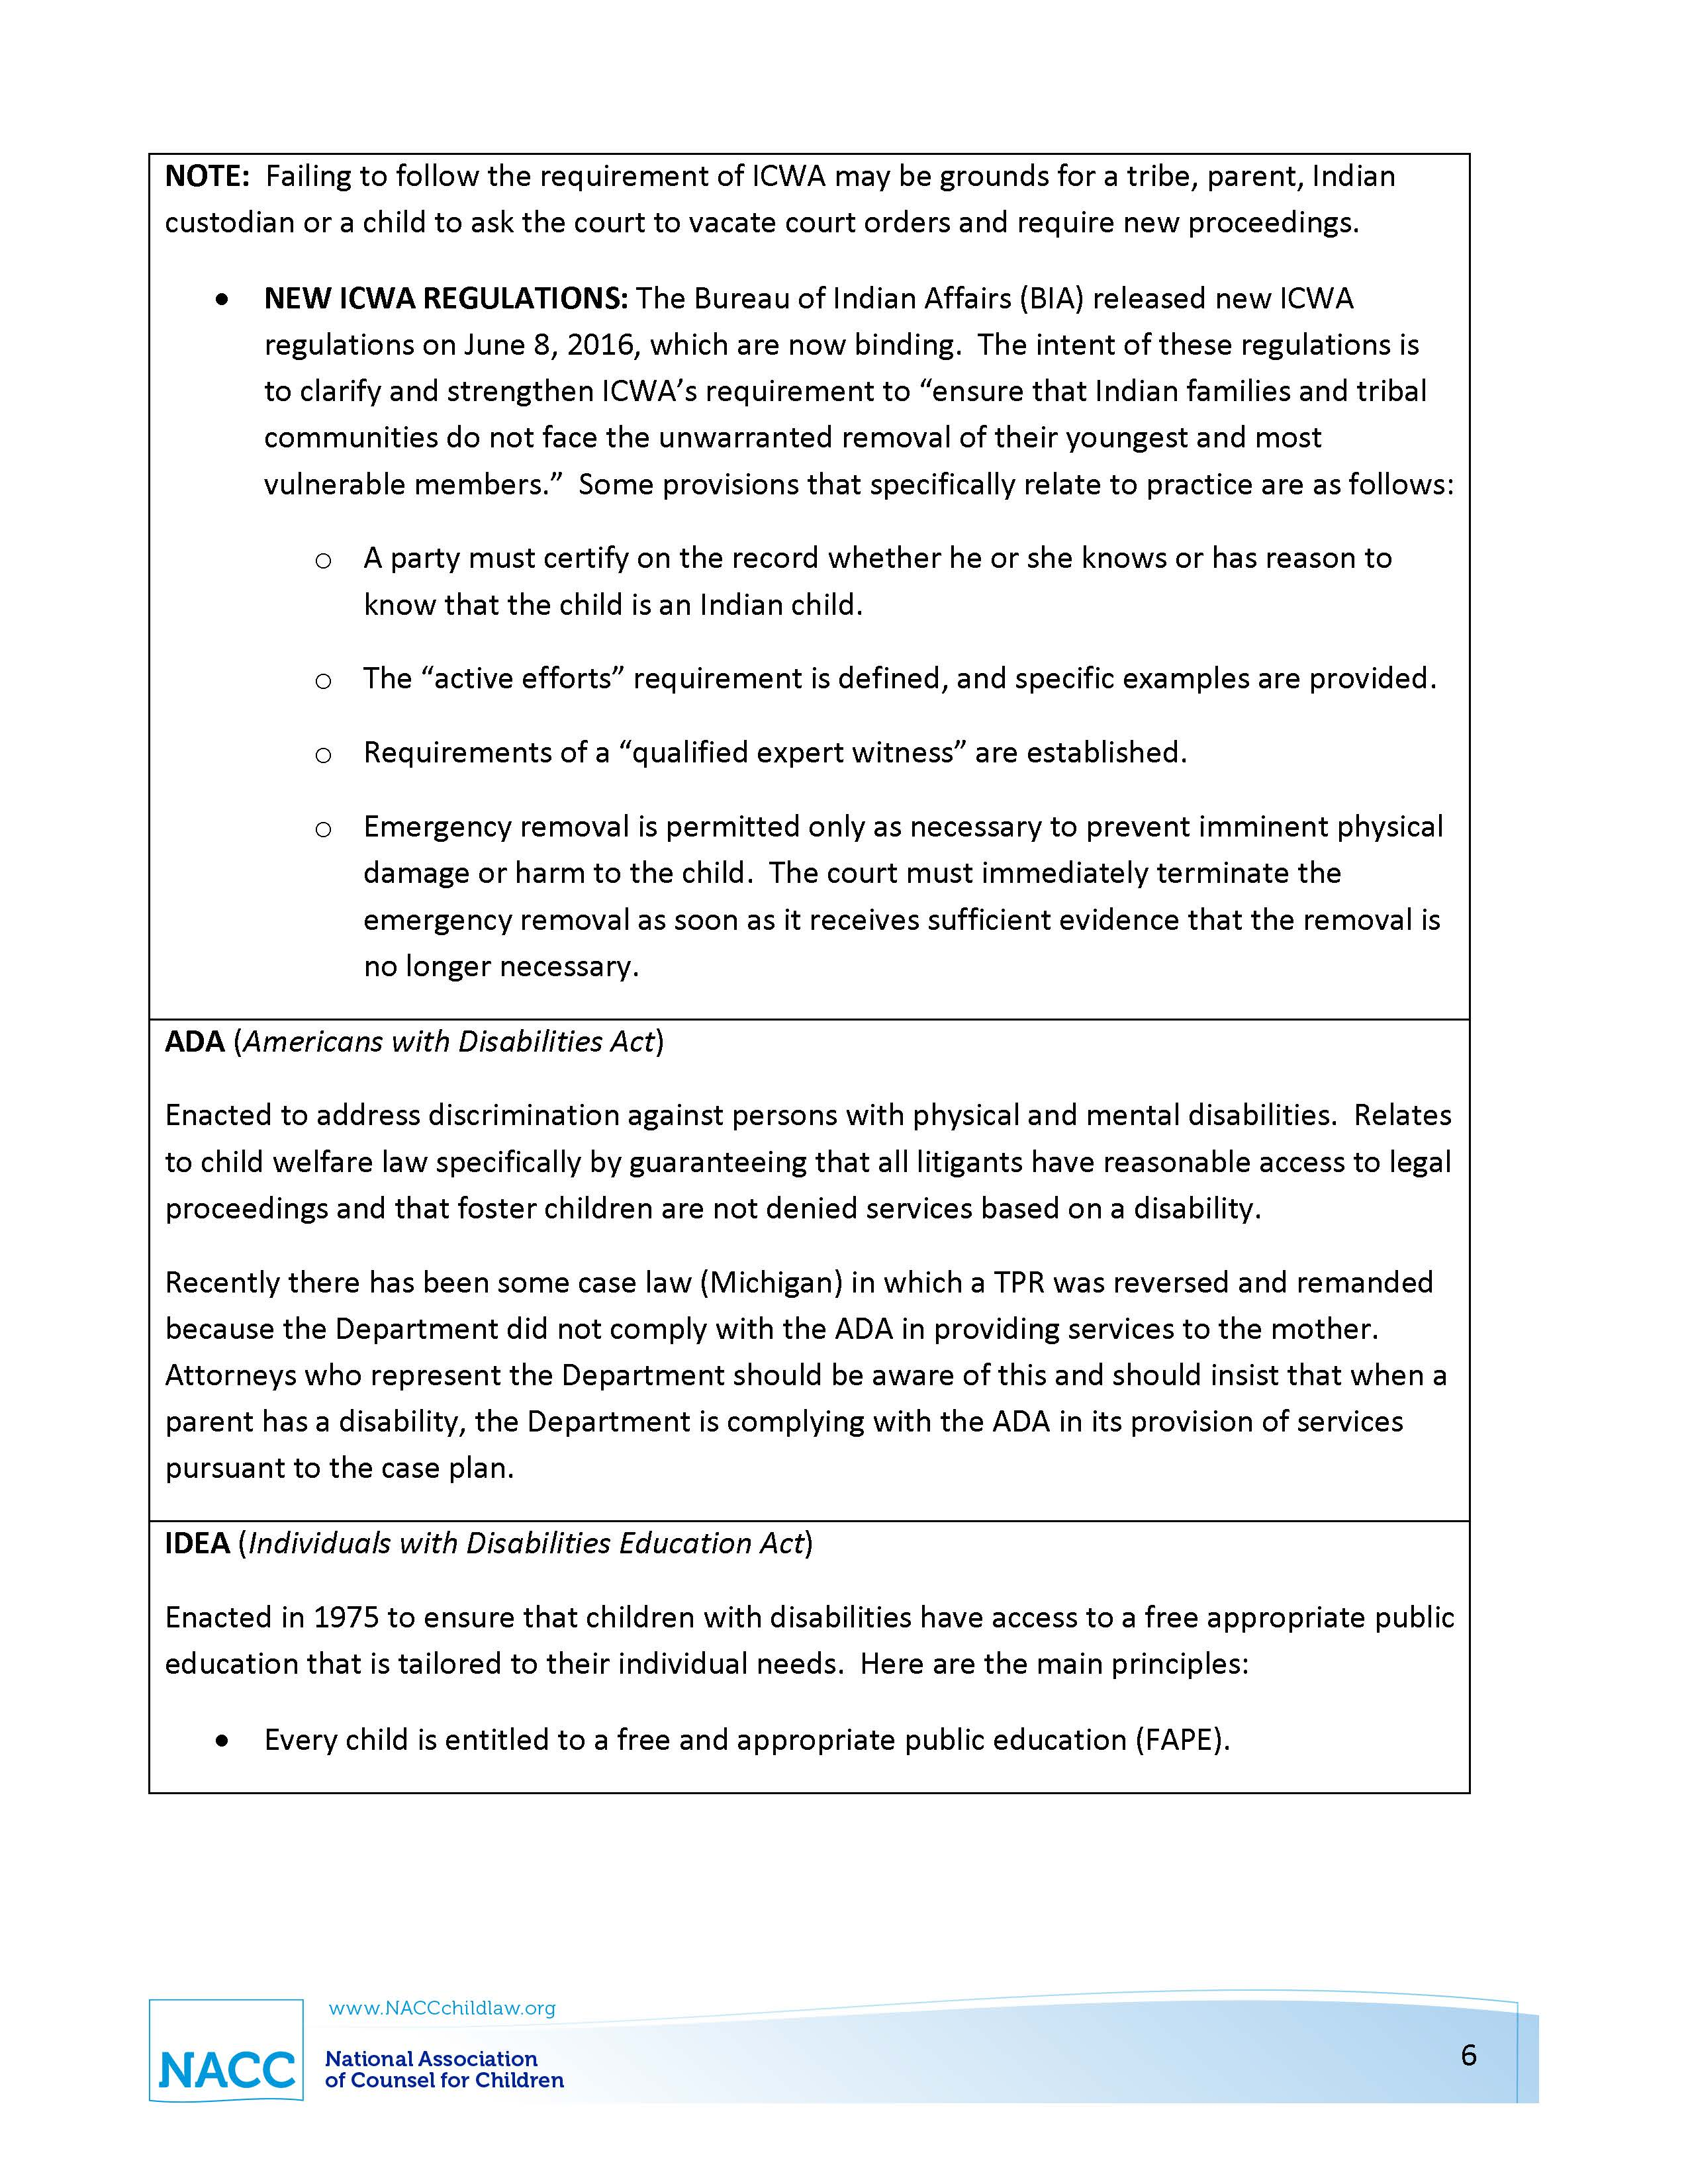 NOTE:  Failing to follow the requirement of ICWA may be grounds for a tribe, parent, Indian
custodian or a child to ask the court to vacate court orders and require new proceedings.
• NEW ICWA REGULATIONS: The Bureau of Indian Affairs (BIA) released new ICWA
regulations on June 8, 2016, which are now binding.  The intent of these regulations is
to clarify and strengthen ICWA’s requirement to “ensure that Indian families and tribal
communities do not face the unwarranted removal of their youngest and most
vulnerable members.”  Some provisions that specifically relate to practice are as follows:
o A party must certify on the record whether he or she knows or has reason to
know that the child is an Indian child.
o The “active efforts” requirement is defined, and specific examples are provided.
o Requirements of a “qualified expert witness” are established.
o Emergency removal is permitted only as necessary to prevent imminent physical
damage or harm to the child.  The court must immediately terminate the
emergency removal as soon as it receives sufficient evidence that the removal is
no longer necessary.
ADA (Americans with Disabilities Act)
Enacted to address discrimination against persons with physical and mental disabilities.  Relates
to child welfare law specifically by guaranteeing that all litigants have reasonable access to legal
proceedings and that foster children are not denied services based on a disability.
Recently there has been some case law (Michigan) in which a TPR was reversed and remanded
because the Department did not comply with the ADA in providing services to the mother.
Attorneys who represent the Department should be aware of this and should insist that when a
parent has a disability, the Department is complying with the ADA in its provision of services
pursuant to the case plan.
IDEA (Individuals with Disabilities Education Act)
Enacted in 1975 to ensure that children with disabilities have access to a free appropriate public
education that is tailored to their individual needs.  Here are the main principles:
• Every child is entitled to a free and appropriate public education (FAPE).
www.NACCchildlaw.org
NACC
National Association
of Counsel for Children
6